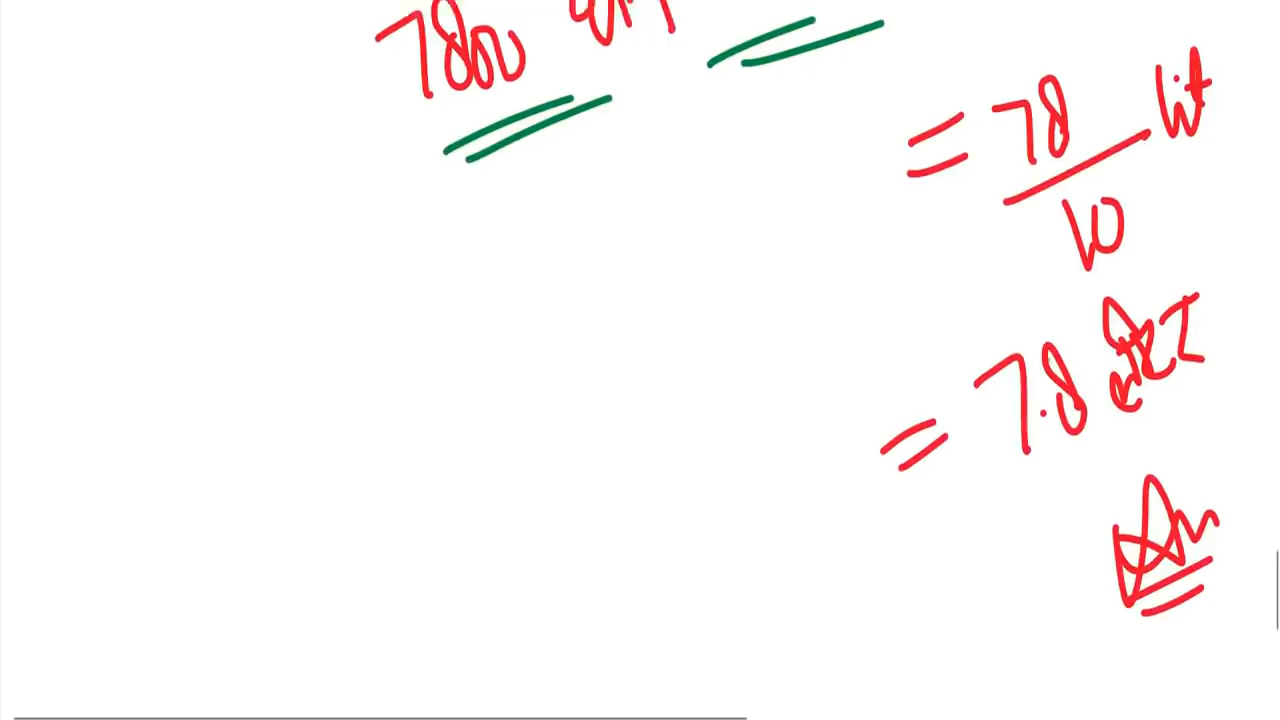 7800
= 78/10 lit
= 7.8
Ans